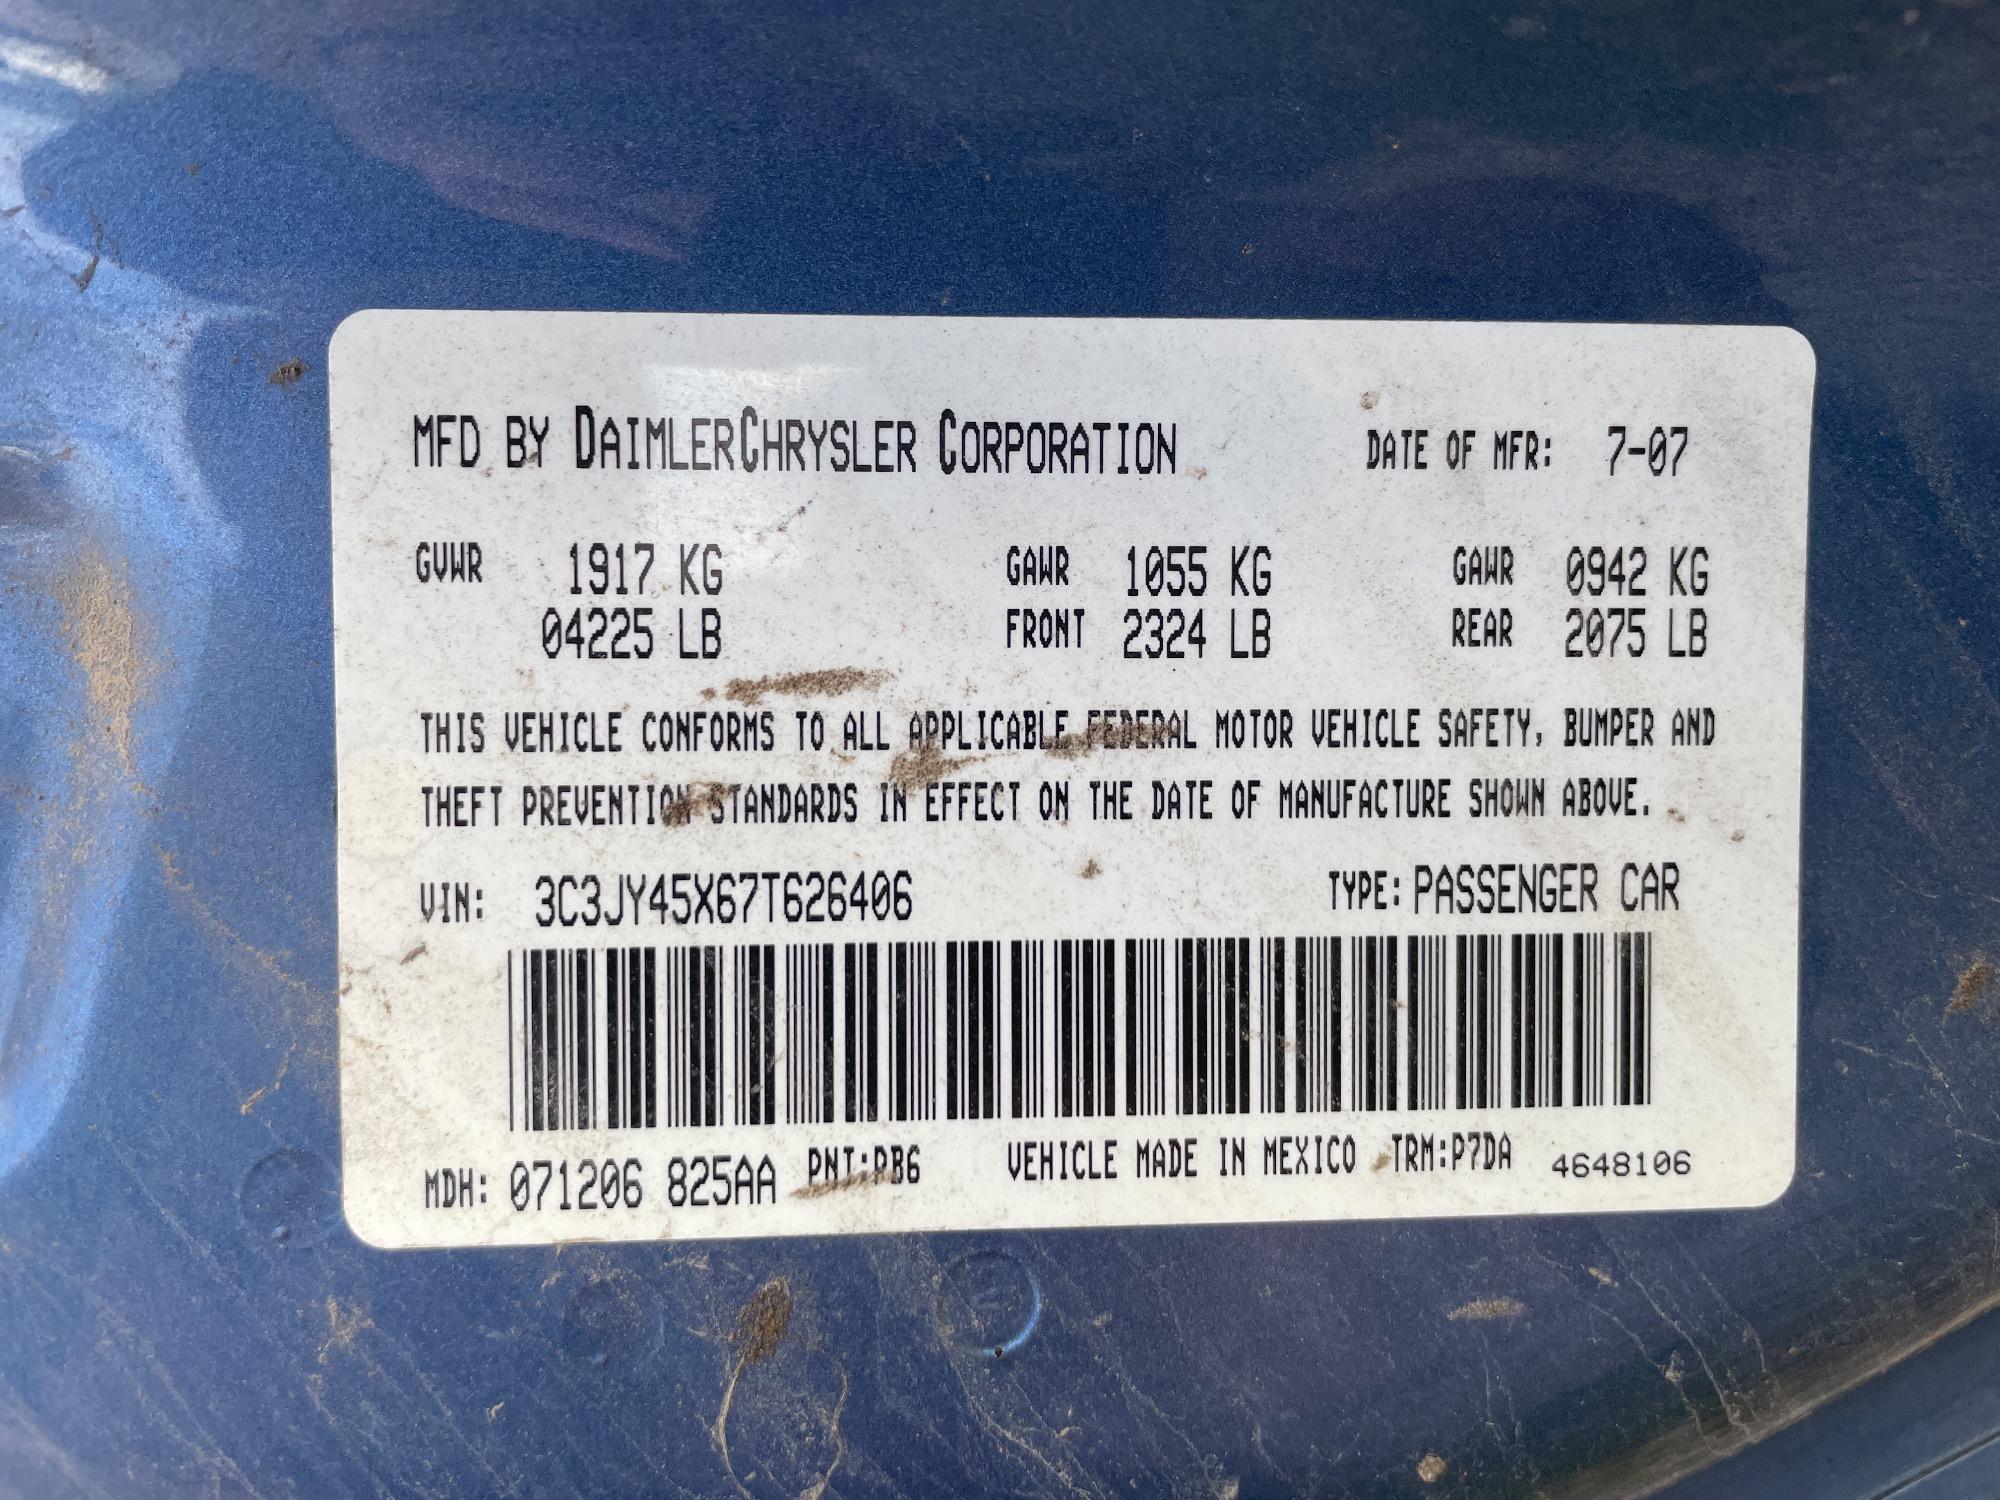 MFD BY DAIMLERCHRYSLER CORPORATION DATE OF MFR: 7-07
GVWR 1917 KG GAWR 1055 KG GAWR 0942 KG
04225 LB FRONT 2324 LB REAR 2075 LB
THIS VEHICLE CONFORMS TO ALL APPLICABLE FEDERAL MOTOR VEHICLE SAFETY, BUMPER AND
THEFT PREVENTION STANDARDS IN EFFECT ON THE DATE OF MANUFACTURE SHOWN ABOVE.
VIN: 3C3JY45X67T626406 TYPE: PASSENGER CAR
MDH: 071206 825AA PNT:PB6 VEHICLE MADE IN MEXICO TRM:P7DA 4648106